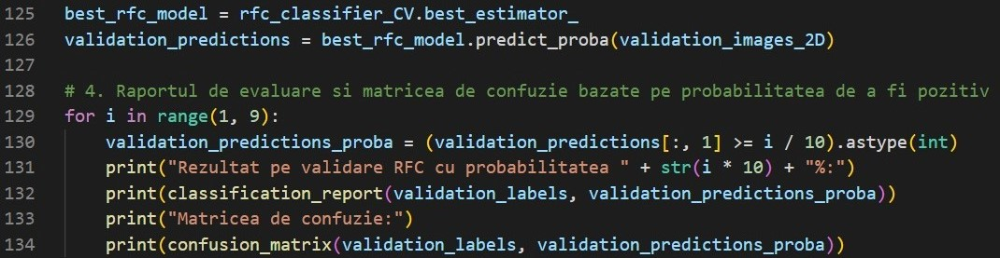 125 best_rfc_model = rfc_classifier_CV.best_estimator_
126 validation_predictions = best_rfc_model.predict_proba(validation_images_2D)
127
128 # 4. Raportul de evaluare si matricea de confuzie bazate pe probabilitatea de a fi pozitiv
129 for i in range(1, 9):
130     validation_predictions_proba = (validation_predictions[:, 1] >= i / 10).astype(int)
131     print("Rezultat pe validare RFC cu probabilitatea " + str(i * 10) + "%:")
132     print(classification_report(validation_labels, validation_predictions_proba))
133     print("Matricea de confuzie:")
134     print(confusion_matrix(validation_labels, validation_predictions_proba))